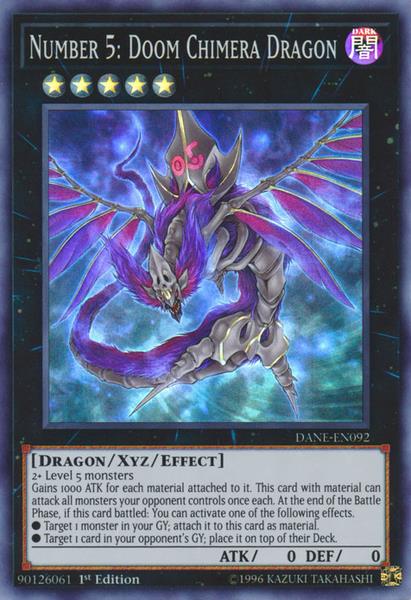 NUMBER 5: DOOM CHIMERA DRAGON
DARK
闇
05
DANE-EN092
[DRAGON/XYZ/EFFECT]
2+ Level 5 monsters
Gains 1000 ATK for each material attached to it. This card with material can
attack all monsters your opponent controls once each. At the end of the Battle
Phase, if this card battled: You can activate one of the following effects.
● Target 1 monster in your GY; attach it to this card as material.
● Target 1 card in your opponent's GY; place it on top of their Deck.
ATK/ 0 DEF/ 0
90126061 1st Edition ©1996 KAZUKI TAKAHASHI